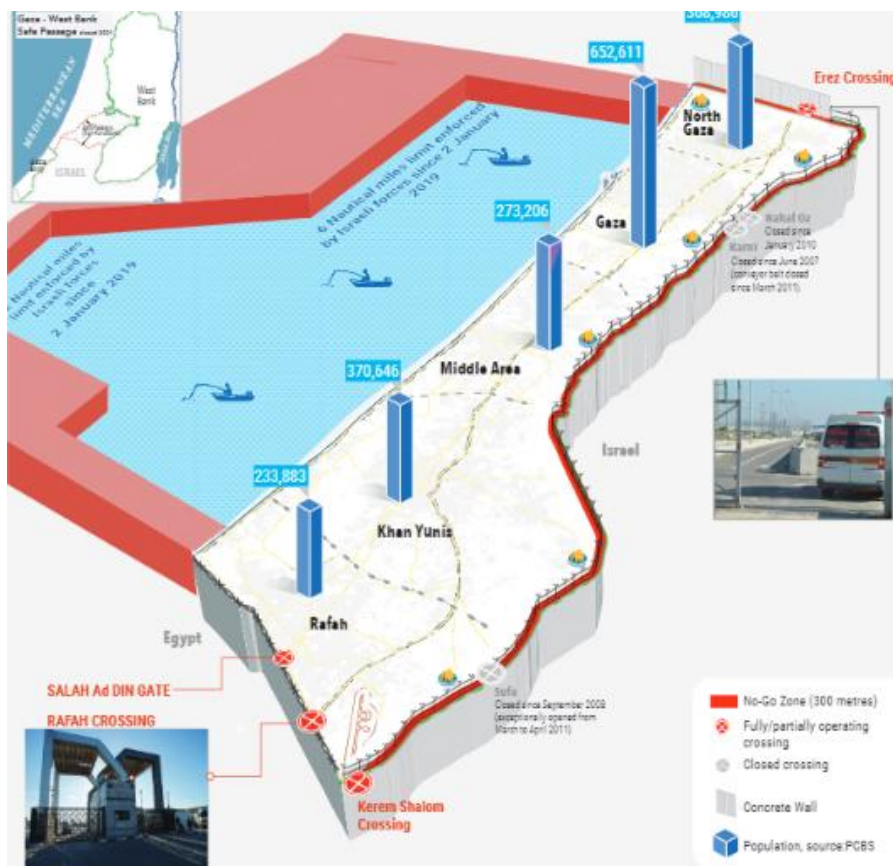 Gaza - West Bank
Safe Passage
MEDITERRANEAN
SEA
West
Bank
ISRAEL
652,611
Erez Crossing
North
Gaza
6 Nautical miles limit enforced
by Israeli forces since 2 January
2019
273,206
Gaza
Closed since
January 2010
Closed since June 2007
(conveyor belt closed
since March 2011)
Nautical miles
limit enforced by
Israeli forces
since
2 January 2019
370,646
Middle Area
Israel
233,883
Khan Yunis
Rafah
Egypt
SALAH Ad DIN GATE
RAFAH CROSSING
Sufa
Closed since September 2008
(exceptionally opened from
March to April 2011)
Kerem Shalom
Crossing
No-Go Zone (300 metres)
Fully/partially operating
crossing
Closed crossing
Concrete Wall
Population, source:PCBS